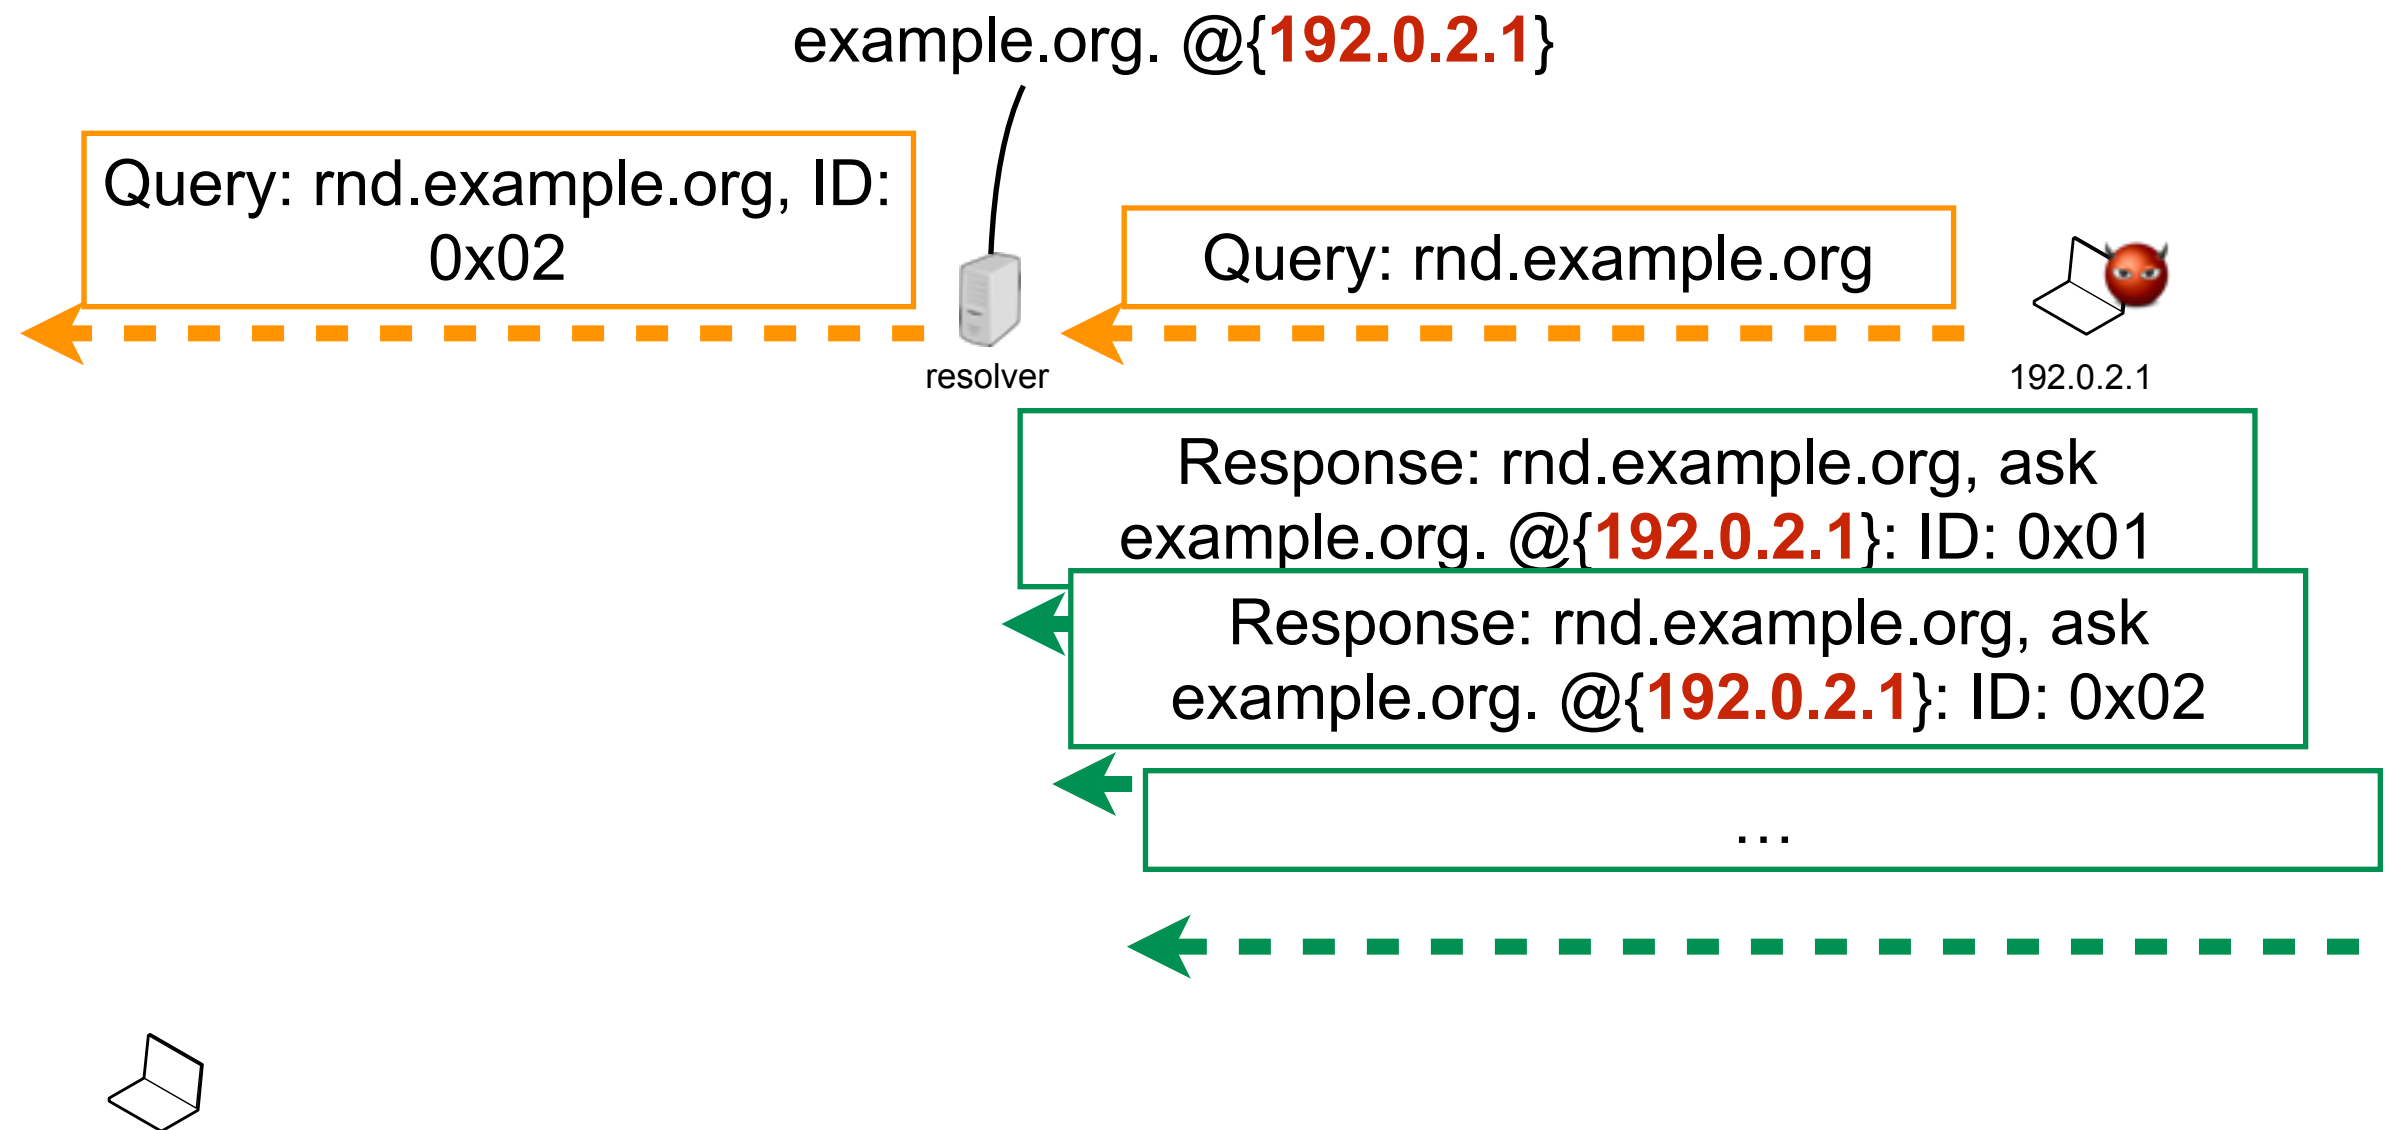 example.org. @{192.0.2.1}
Query: rnd.example.org, ID:
0x02
Query: rnd.example.org
resolver
192.0.2.1
Response: rnd.example.org, ask
example.org. @{192.0.2.1}: ID: 0x01
Response: rnd.example.org, ask
example.org. @{192.0.2.1}: ID: 0x02
…